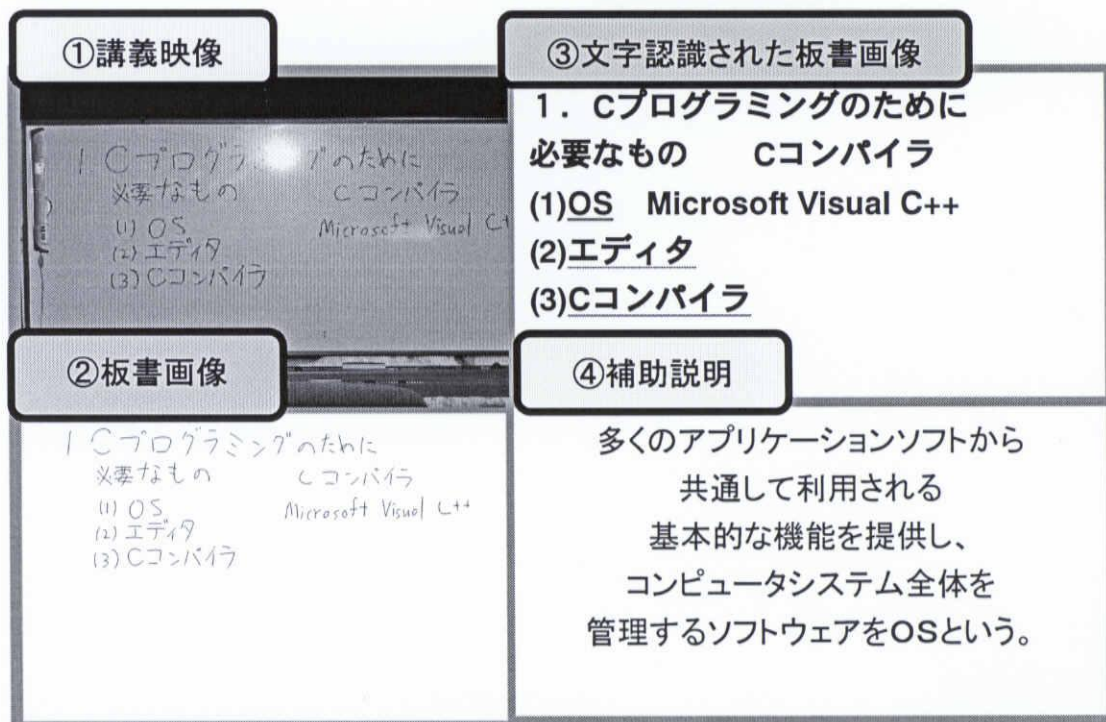 ①講義映像
1 Cプログラ グのために
必要なもの Cコンパイラ
(1) OS Microsoft Visual C+
(2) エディタ
(3) Cコンパイラ
②板書画像
1 Cプログラミングのために
必要なもの Cコンパイラ
(1) OS Microsoft Visual C++
(2) エディタ
(3) Cコンパイラ
③文字認識された板書画像
1. Cプログラミングのために
必要なもの Cコンパイラ
(1)OS Microsoft Visual C++
(2)エディタ
(3)Cコンパイラ
④補助説明
多くのアプリケーションソフトから
共通して利用される
基本的な機能を提供し、
コンピュータシステム全体を
管理するソフトウェアをOSという。